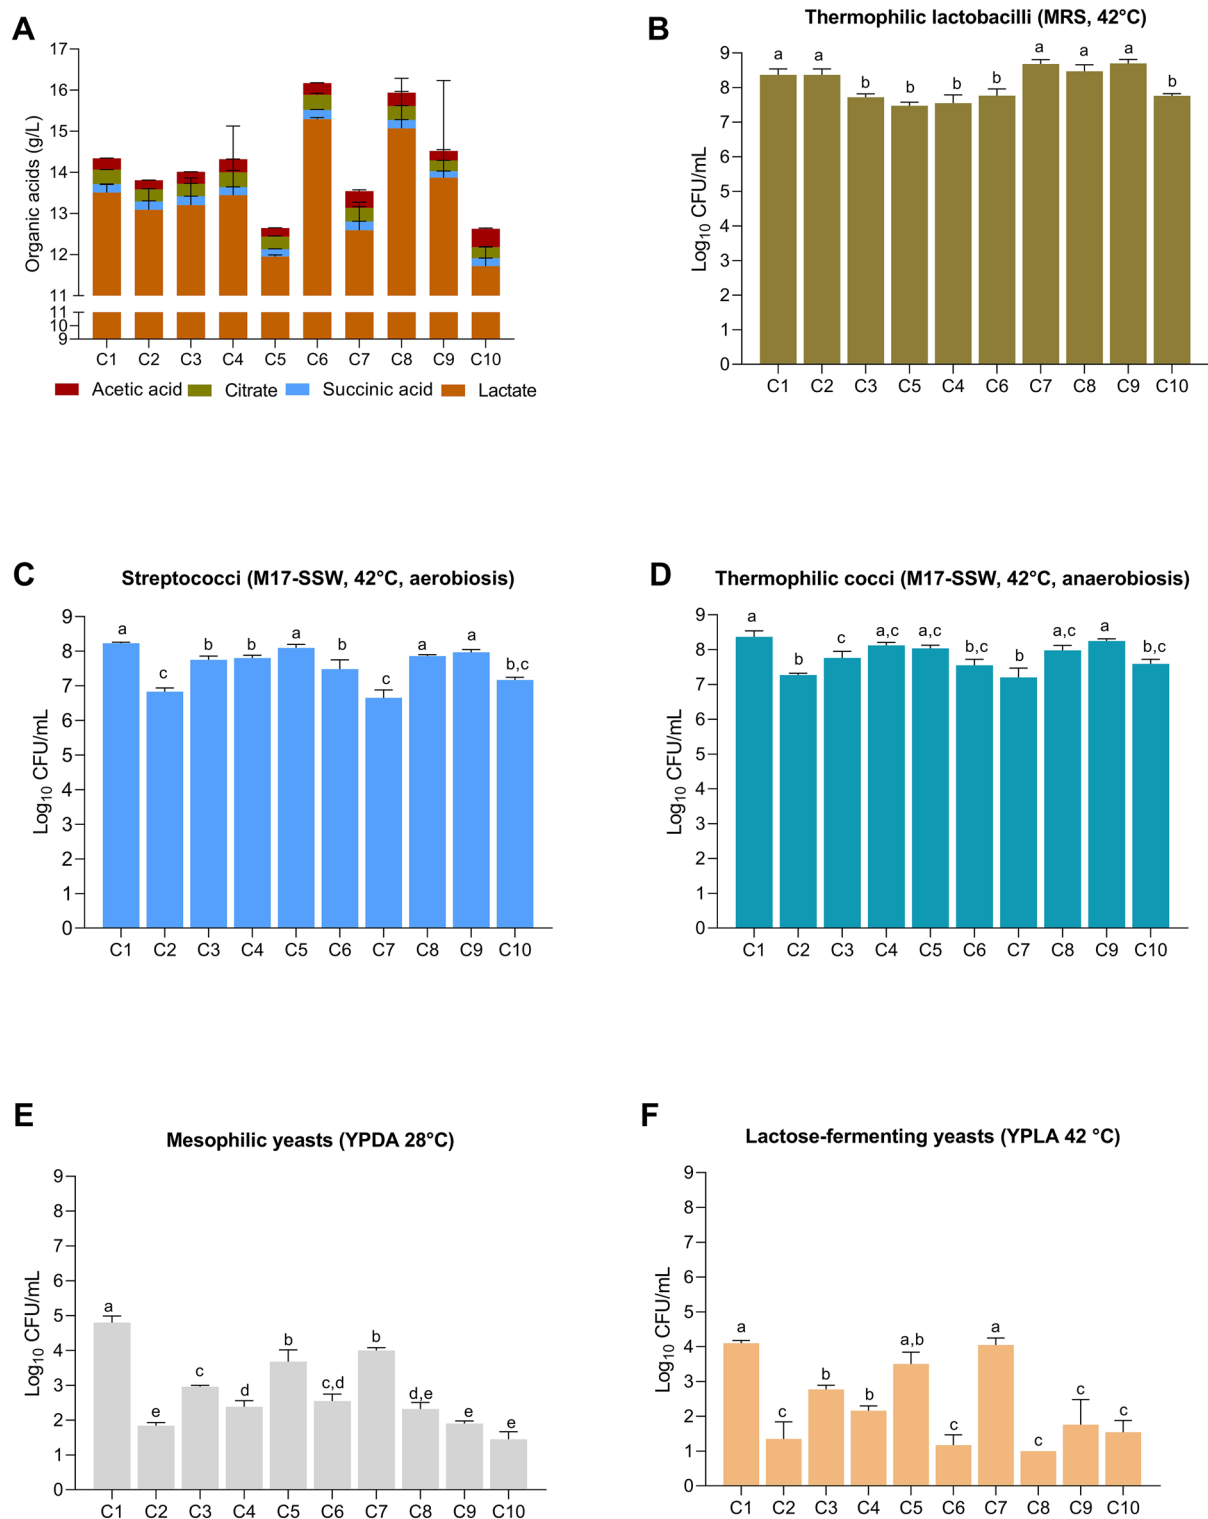 A
Organic acids (g/L)
17
16
15
14
13
12
11
11
10
9
C1 C2 C3 C4 C5 C6 C7 C8 C9 C10
Acetic acid Citrate Succinic acid Lactate
B
Thermophilic lactobacilli (MRS, 42°C)
Log10 CFU/mL
9
8
7
6
5
4
3
2
1
0
a a b b b b a a a b
C1 C2 C3 C5 C4 C6 C7 C8 C9 C10
C
Streptococci (M17-SSW, 42°C, aerobiosis)
Log10 CFU/mL
9
8
7
6
5
4
3
2
1
0
a c b b a b c a a b,c
C1 C2 C3 C4 C5 C6 C7 C8 C9 C10
D
Thermophilic cocci (M17-SSW, 42°C, anaerobiosis)
Log10 CFU/mL
9
8
7
6
5
4
3
2
1
0
a b c a,c a,c b,c b a,c a b,c
C1 C2 C3 C4 C5 C6 C7 C8 C9 C10
E
Mesophilic yeasts (YPDA 28°C)
Log10 CFU/mL
9
8
7
6
5
4
3
2
1
0
a e c d b c,d b d,e e e
C1 C2 C3 C4 C5 C6 C7 C8 C9 C10
F
Lactose-fermenting yeasts (YPLA 42 °C)
Log10 CFU/mL
9
8
7
6
5
4
3
2
1
0
a c b b a,b c a c c c
C1 C2 C3 C4 C5 C6 C7 C8 C9 C10